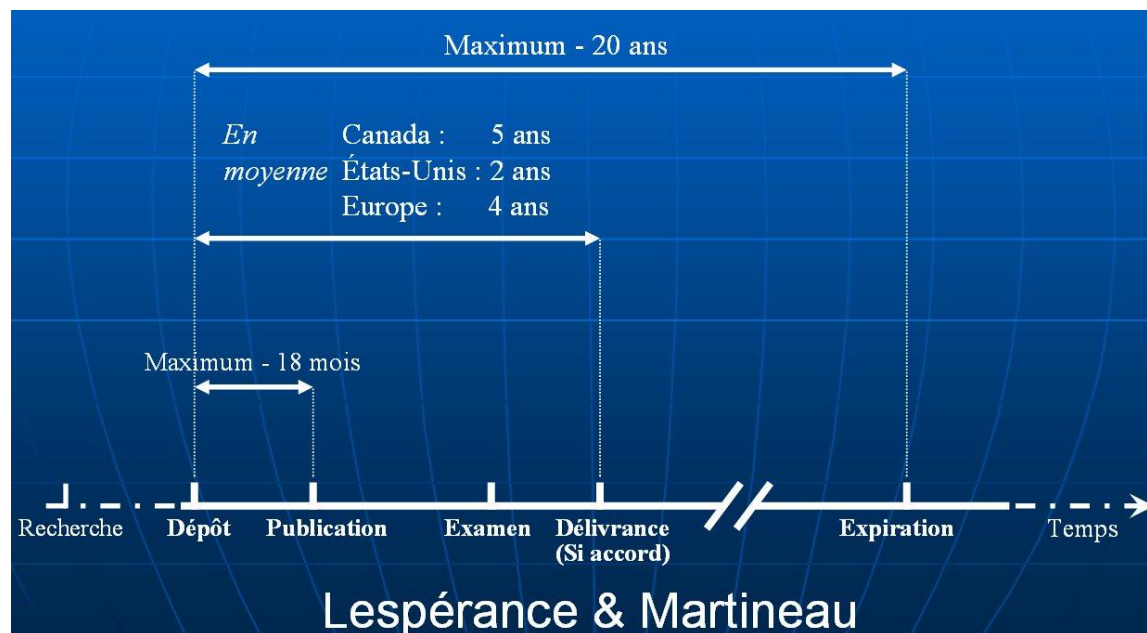 Maximum - 20 ans
En Canada : 5 ans
moyenne États-Unis : 2 ans
Europe : 4 ans
Maximum - 18 mois
Recherche Dépôt Publication Examen Délivrance Expiration Temps
(Si accord)
Lespérance & Martineau